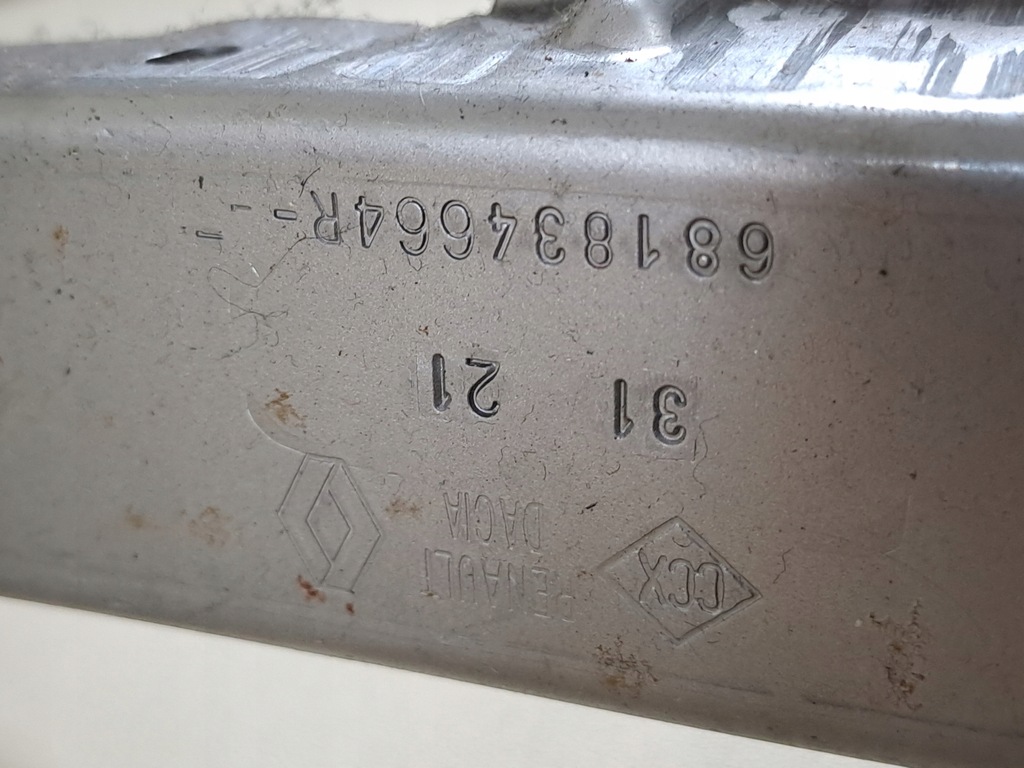 CCX
RENAULT
DACIA
31 21
681834664R---